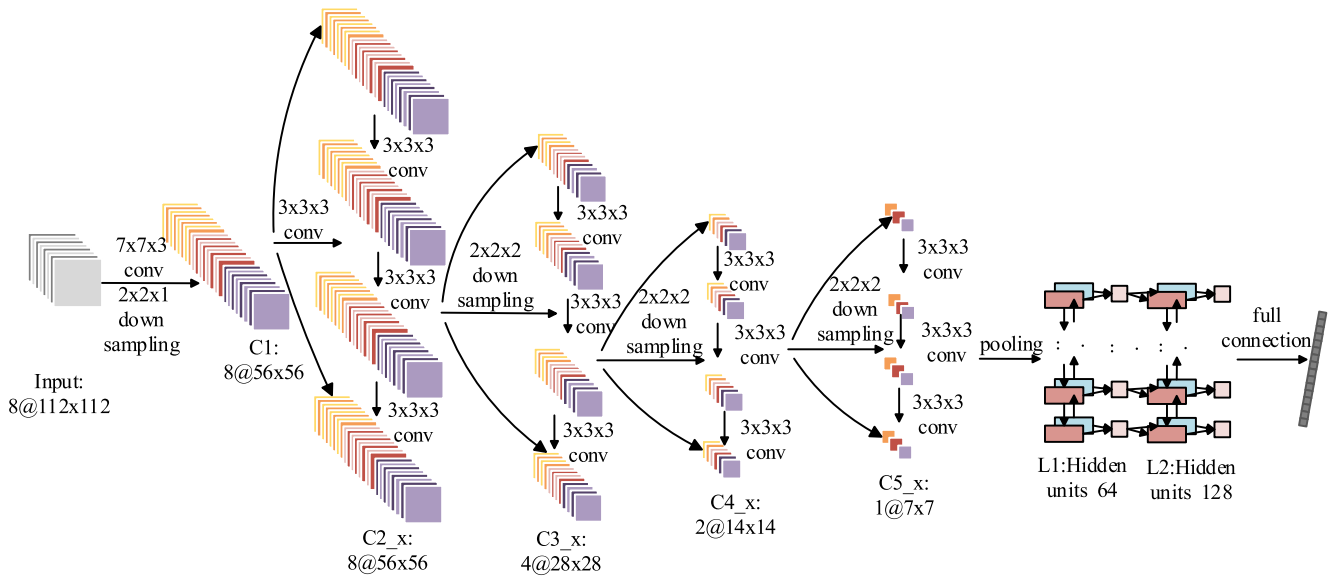 Input:
8@112x112
7x7x3
conv
2x2x1
down
sampling
C1:
8@56x56
3x3x3
conv
3x3x3
conv
3x3x3
conv
3x3x3
conv
C2_x:
8@56x56
2x2x2
down
sampling
3x3x3
conv
3x3x3
conv
3x3x3
conv
C3_x:
4@28x28
2x2x2
down
sampling
3x3x3
conv
3x3x3
conv
3x3x3
conv
C4_x:
2@14x14
2x2x2
down
sampling
3x3x3
conv
3x3x3
conv
3x3x3
conv
C5_x:
1@7x7
pooling
L1:Hidden
units 64
L2:Hidden
units 128
full
connection